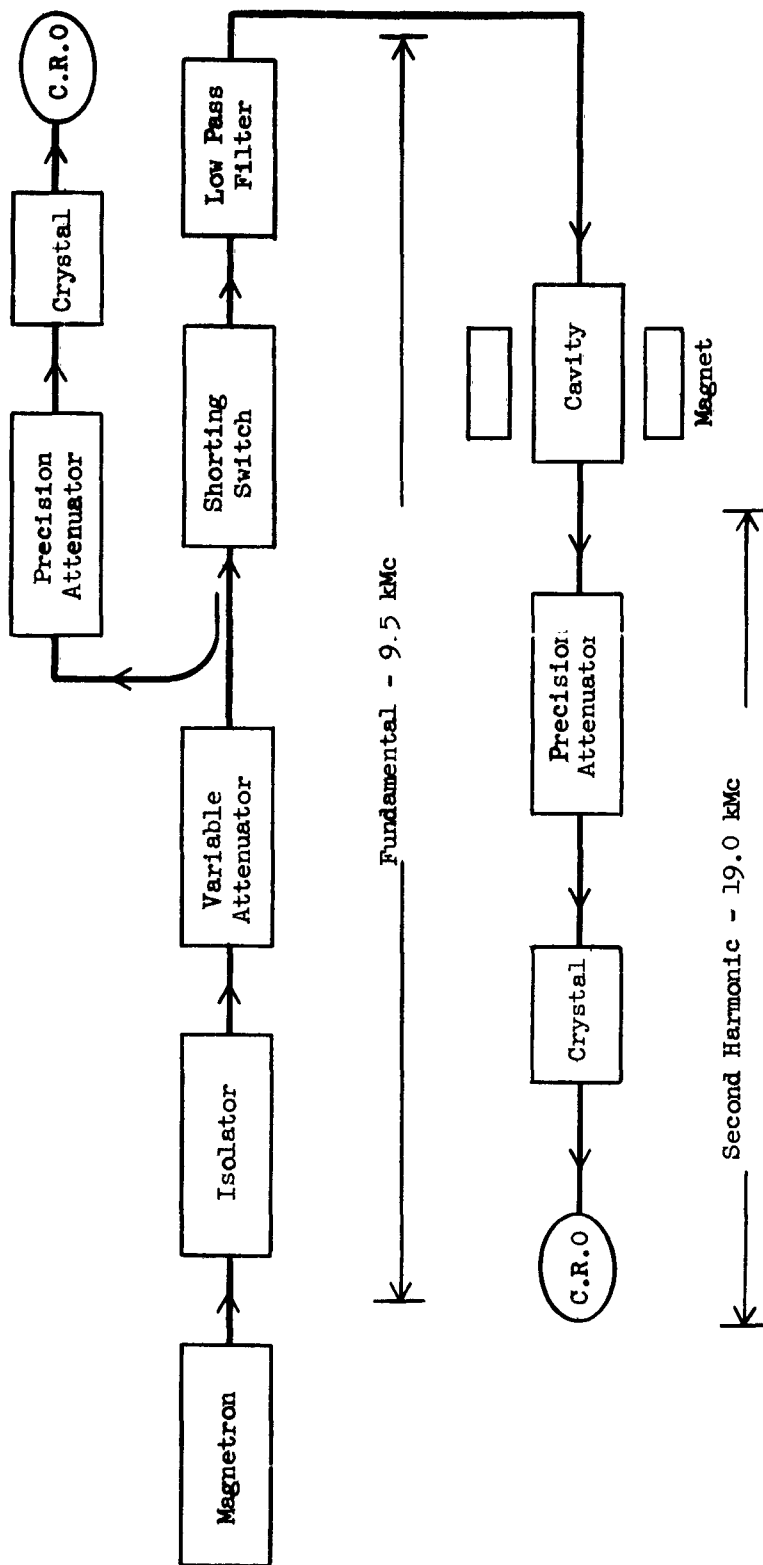 C.R.O
Crystal
Precision
Attenuator
Magnetron
Isolator
Variable
Attenuator
Shorting
Switch
Low Pass
Filter
Fundamental - 9.5 kMc
Magnet
Cavity
Precision
Attenuator
Crystal
C.R.O
Second Harmonic - 19.0 kMc